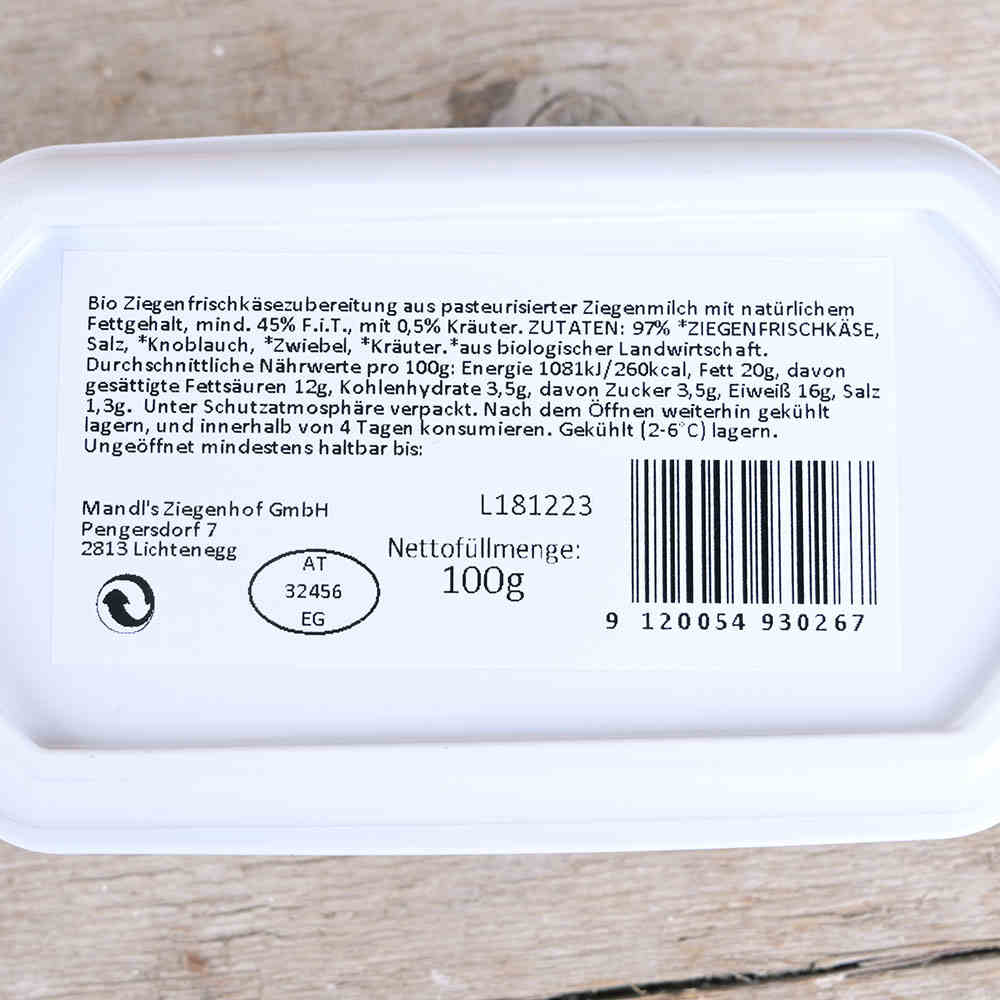 Bio Ziegenfrischkäsezubereitung aus pasteurisierter Ziegenmilch mit natürlichem
Fettgehalt, mind. 45% F.i.T., mit 0,5% Kräuter. ZUTATEN: 97% *ZIEGENFRISCHKÄSE,
Salz, *Knoblauch, *Zwiebel, *Kräuter.*aus biologischer Landwirtschaft.
Durchschnittliche Nährwerte pro 100g: Energie 1081kJ/260kcal, Fett 20g, davon
gesättigte Fettsäuren 12g, Kohlenhydrate 3,5g, davon Zucker 3,5g, Eiweiß 16g, Salz
1,3g. Unter Schutzatmosphäre verpackt. Nach dem Öffnen weiterhin gekühlt
lagern, und innerhalb von 4 Tagen konsumieren. Gekühlt (2-6°C) lagern.
Ungeöffnet mindestens haltbar bis:
Mandl's Ziegenhof GmbH
Pengersdorf 7
2813 Lichtenegg
AT
32456
EG
L181223
Nettofüllmenge:
100g
9 120054 930267